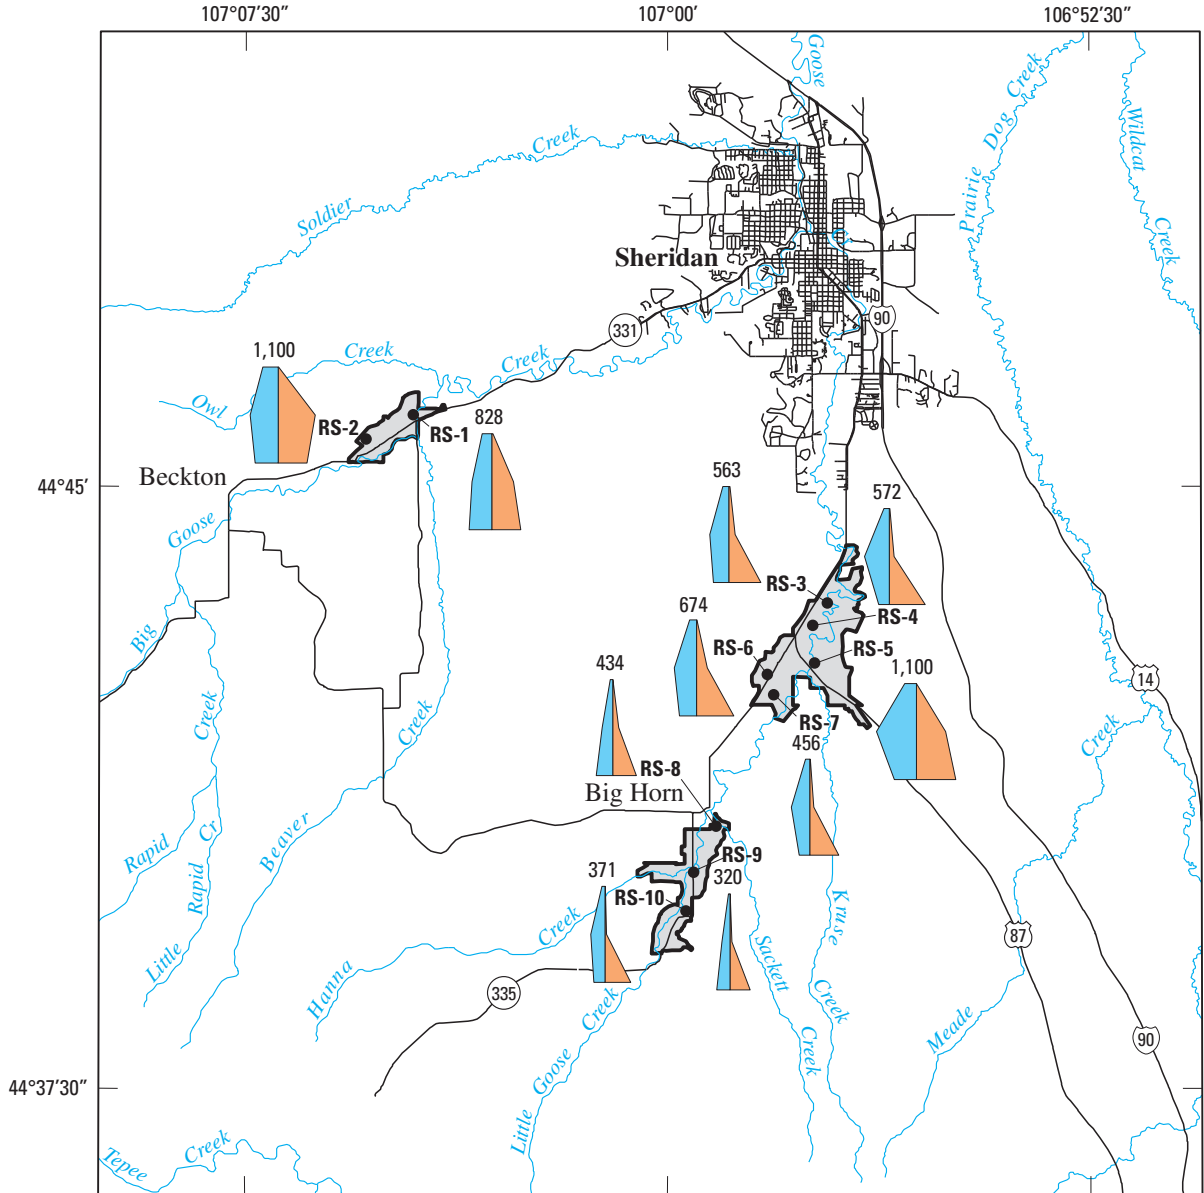 107°07'30" 107°00' 106°52'30"
Goose
Prairie Dog Creek
Wildcat Creek
Soldier Creek
Sheridan
90
331
Owl Creek
Creek
1,100
RS-2
RS-1
828
Beckton
44°45'
Goose
Big
563
572
RS-3
RS-4
674
RS-6
RS-5
434
1,100
14
RS-7
456
Creek
Creek
Creek
RS-8
Big Horn
Rapid
Little Rapid Cr
Beaver
371
RS-9
320
RS-10
Creek
Hanna
Kruse
Creek
87
Sackett
Creek
335
Little Goose Creek
Meade
90
44°37'30"
Tepee Creek